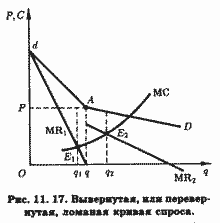 P, C
d
MC
P
A
D
MR₁
E₁
E₂
O
q₁
q
q₂
q
MR₂
Рис. 11. 17. Вывернутая, или перевер-
нутая, ломаная кривая спроса.